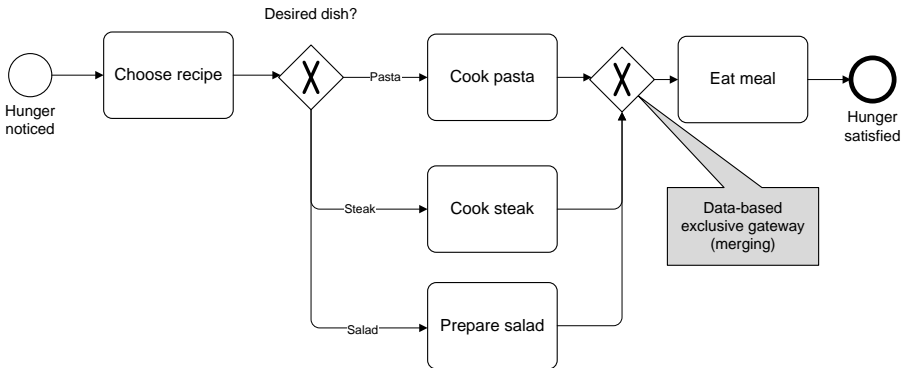 Desired dish?
Hunger
noticed
Choose recipe
X
Pasta
Cook pasta
X
Eat meal
Hunger
satisfied
Steak
Cook steak
Data-based
exclusive gateway
(merging)
Salad
Prepare salad